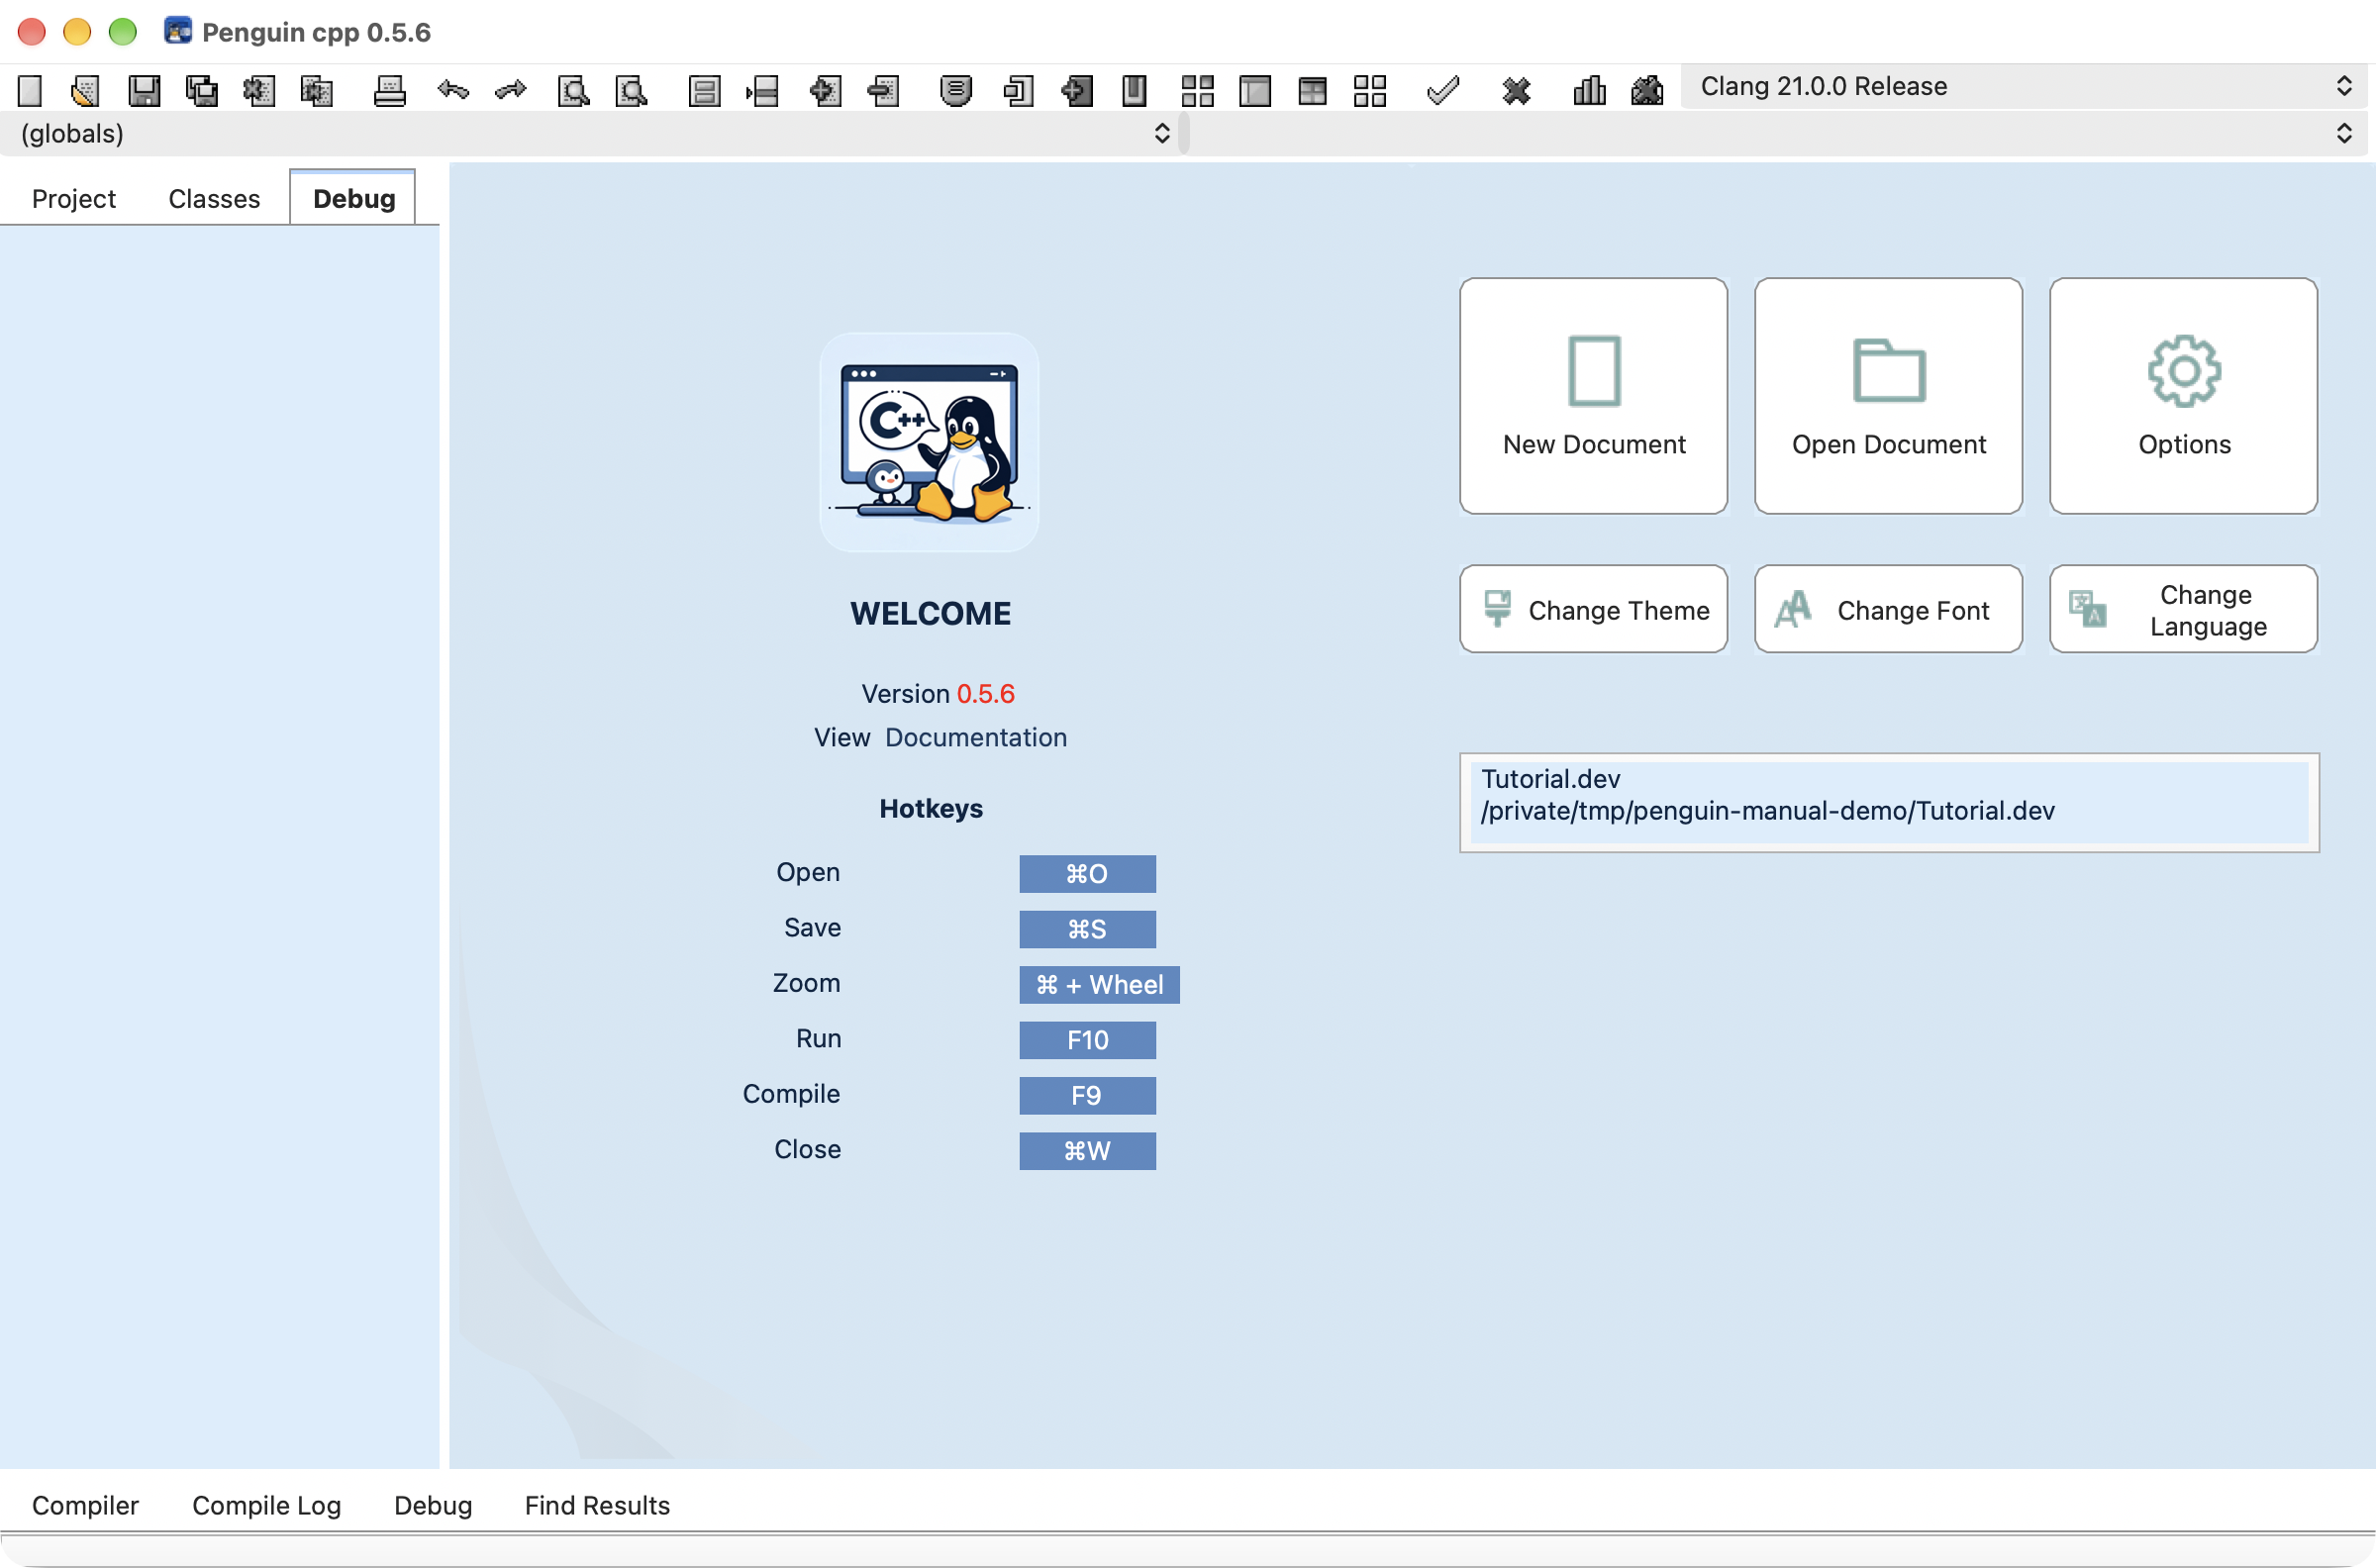 Penguin cpp 0.5.6
Clang 21.0.0 Release
(globals)
Project Classes Debug
C++
WELCOME
Version 0.5.6
View Documentation
Hotkeys
Open ⌘O
Save ⌘S
Zoom ⌘ + Wheel
Run F10
Compile F9
Close ⌘W
New Document
Open Document
Options
Change Theme
Change Font
Change
Language
Tutorial.dev
/private/tmp/penguin-manual-demo/Tutorial.dev
Compiler Compile Log Debug Find Results